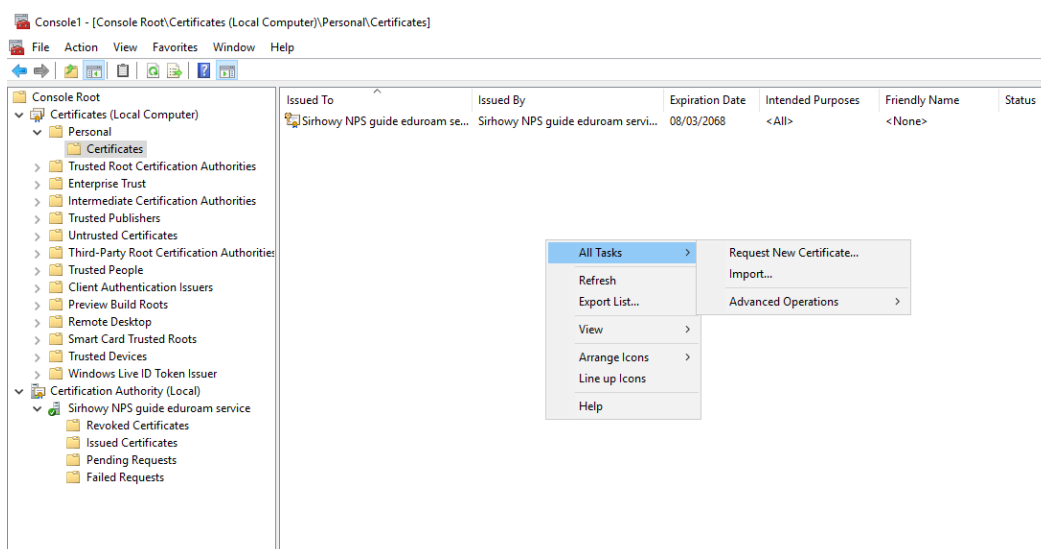 Console1 - [Console Root\Certificates (Local Computer)\Personal\Certificates]
File Action View Favorites Window Help
Console Root
Certificates (Local Computer)
Personal
Certificates
Trusted Root Certification Authorities
Enterprise Trust
Intermediate Certification Authorities
Trusted Publishers
Untrusted Certificates
Third-Party Root Certification Authorities
Trusted People
Client Authentication Issuers
Preview Build Roots
Remote Desktop
Smart Card Trusted Roots
Trusted Devices
Windows Live ID Token Issuer
Certification Authority (Local)
Sirhowy NPS guide eduroam service
Revoked Certificates
Issued Certificates
Pending Requests
Failed Requests
Issued To Issued By Expiration Date Intended Purposes Friendly Name Status
Sirhowy NPS guide eduroam se... Sirhowy NPS guide eduroam servi... 08/03/2068 <All> <None>
All Tasks
Refresh
Export List...
View
Arrange Icons
Line up Icons
Help
Request New Certificate...
Import...
Advanced Operations